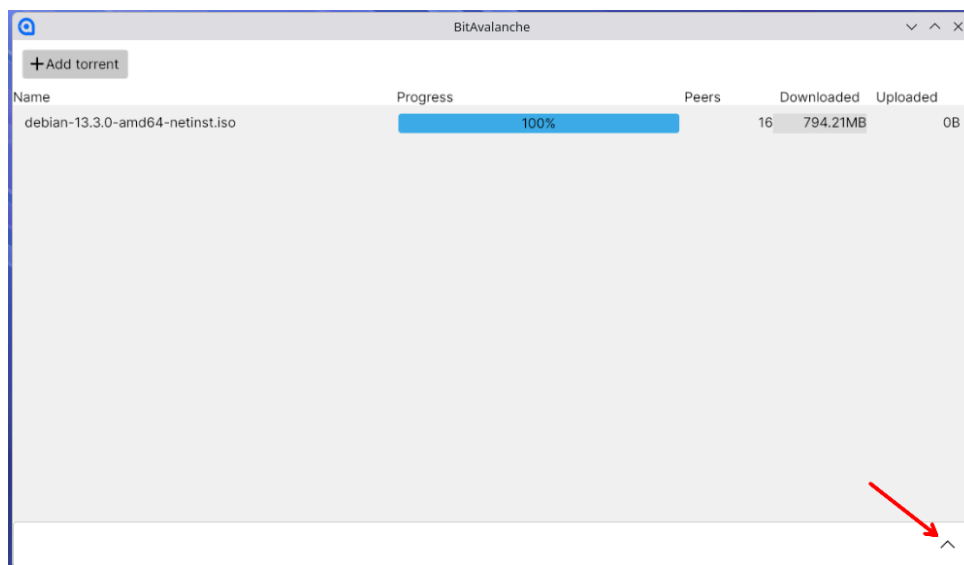 BitAvalanche
+Add torrent
Name Progress Peers Downloaded Uploaded
debian-13.3.0-amd64-netinst.iso 100% 16 794.21MB 0B